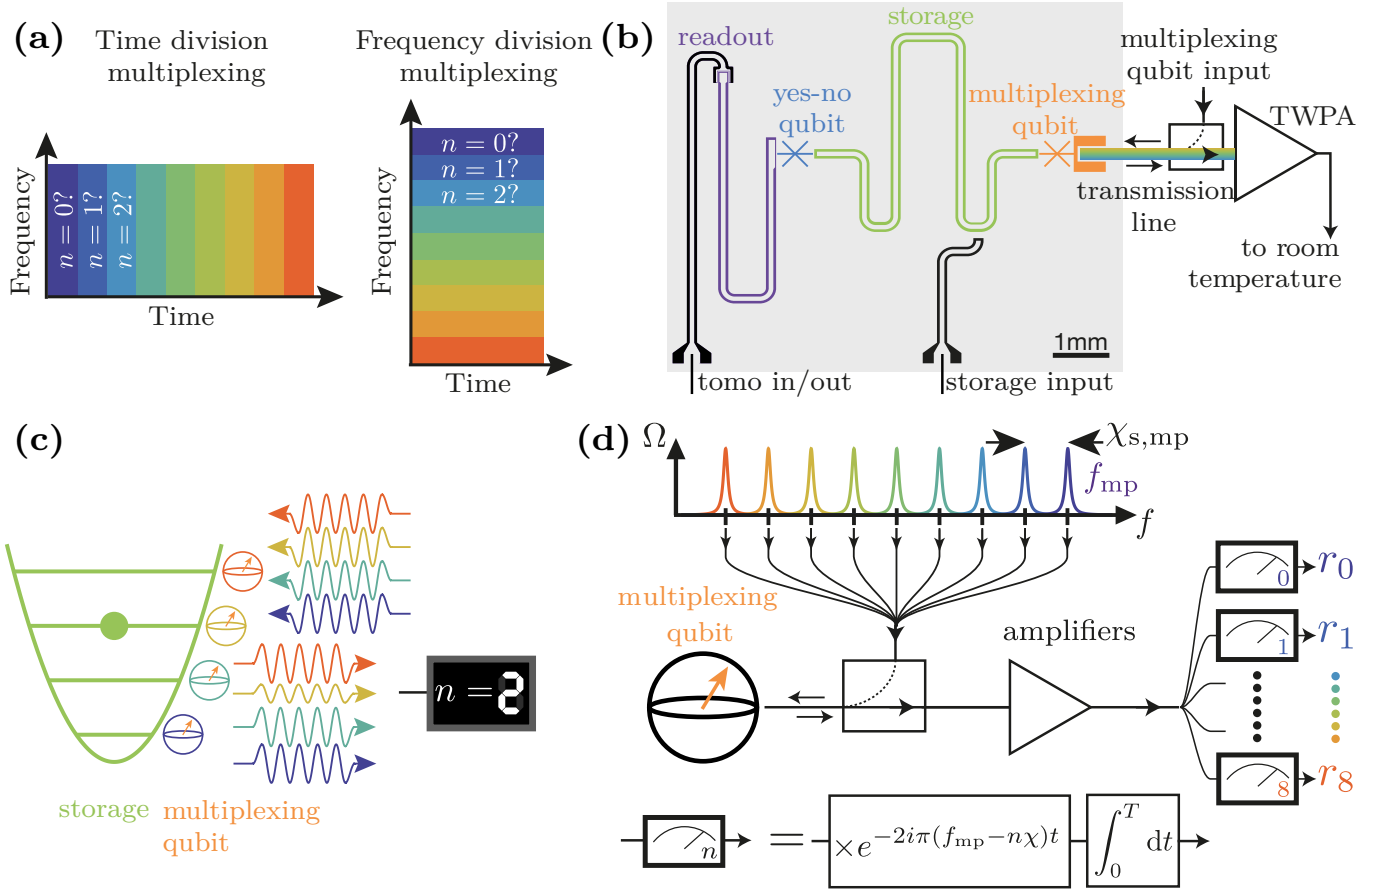 (a)
Time division
multiplexing
Frequency
n = 0?
n = 1?
n = 2?
Time
Frequency division
multiplexing
Frequency
n = 0?
n = 1?
n = 2?
Time
(b)
readout
storage
yes-no
qubit
multiplexing
qubit
multiplexing
qubit input
TWPA
transmission
line
to room
temperature
1mm
tomo in/out
storage input
(c)
n = 2
storage
multiplexing
qubit
(d)
Ω
χs,mp
fmp
f
multiplexing
qubit
amplifiers
0
r0
1
r1
8
r8
n
= ×e^{−2iπ(fmp−nχ)t} ∫_0^T dt